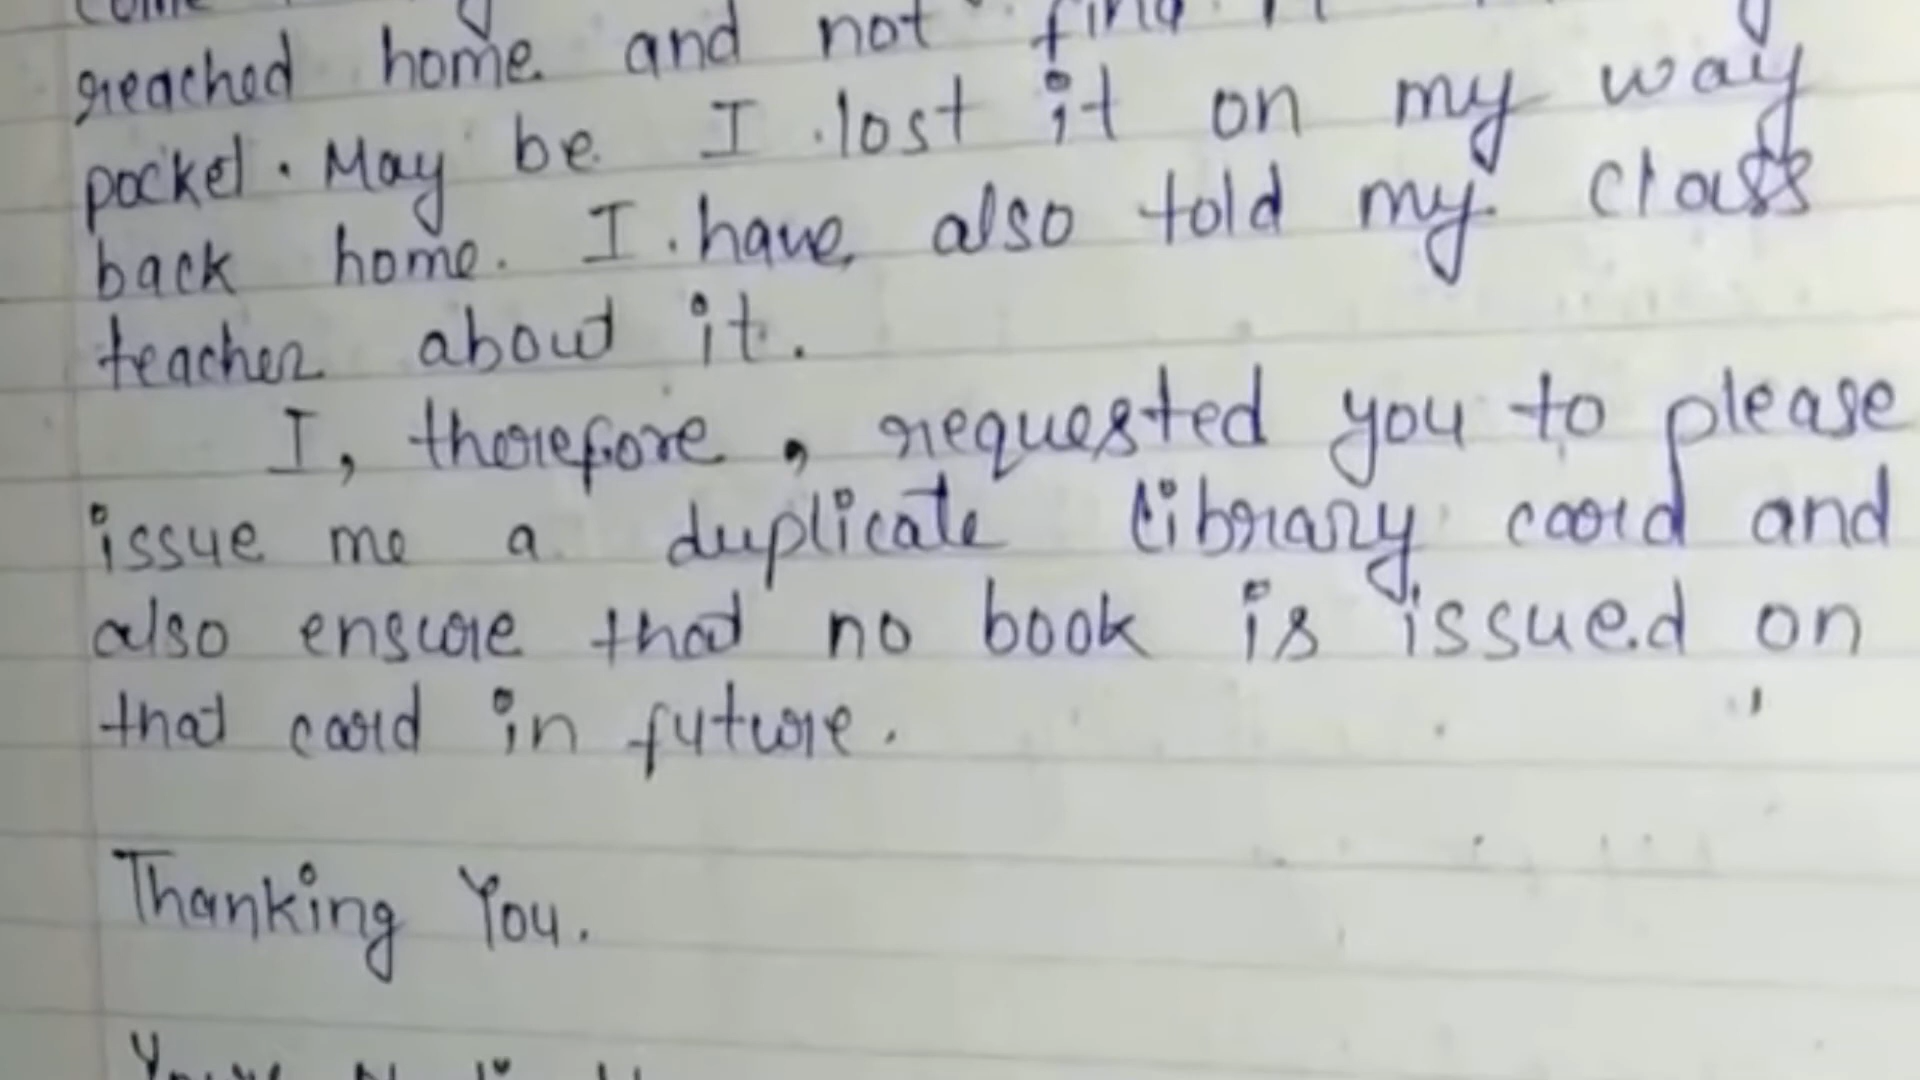 reached home and not find it
pocket. May be I lost it on my way
back home. I have also told my class
teacher about it.
I, therefore, requested you to please
issue me a duplicate library card and
also ensure that no book is issued on
that card in future.
Thanking You.